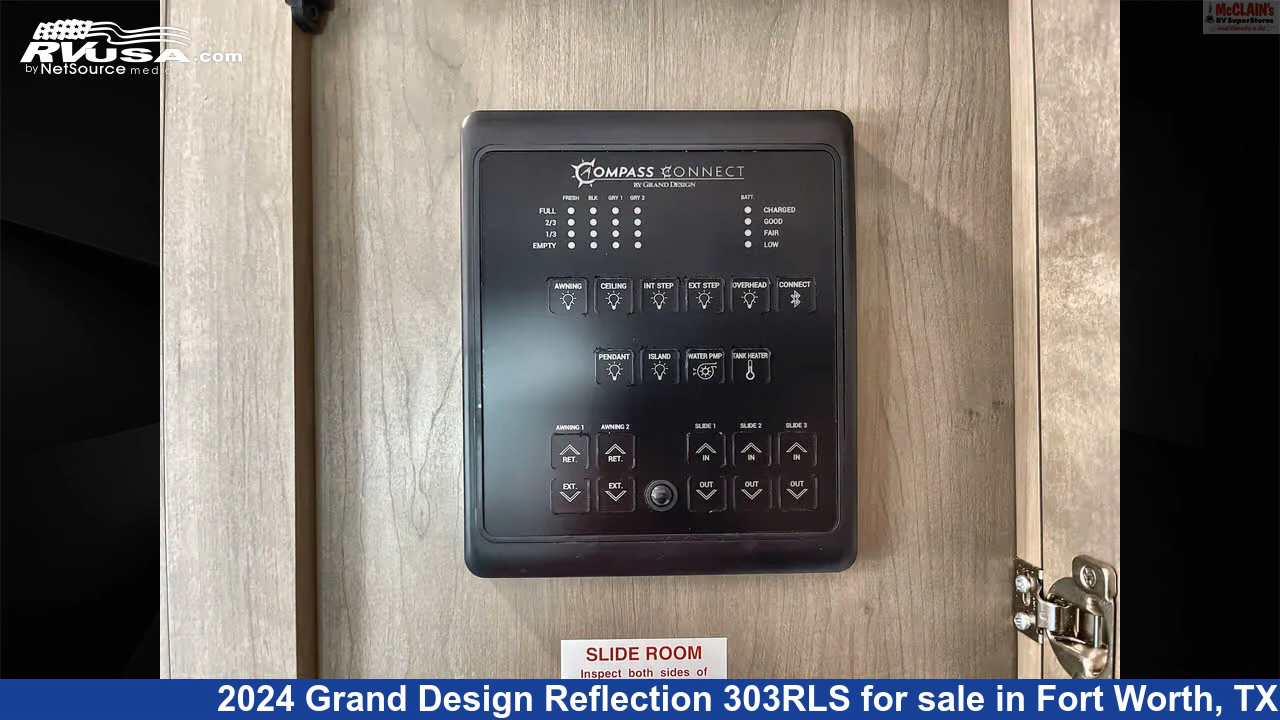 RVUSA.com
by NetSource media
McCLAIN's
RV SuperStores
COMPASS CONNECT
BY GRAND DESIGN
FRESH BLK GRY 1 GRY 2 BATT.
FULL CHARGED
2/3 GOOD
1/3 FAIR
EMPTY LOW
AWNING CEILING INT STEP EXT STEP OVERHEAD CONNECT
PENDANT ISLAND WATER PMP TANK HEATER
AWNING 1 AWNING 2 SLIDE 1 SLIDE 2 SLIDE 3
RET. RET. IN IN IN
EXT. EXT. OUT OUT OUT
SLIDE ROOM
Inspect both sides of
2024 Grand Design Reflection 303RLS for sale in Fort Worth, TX